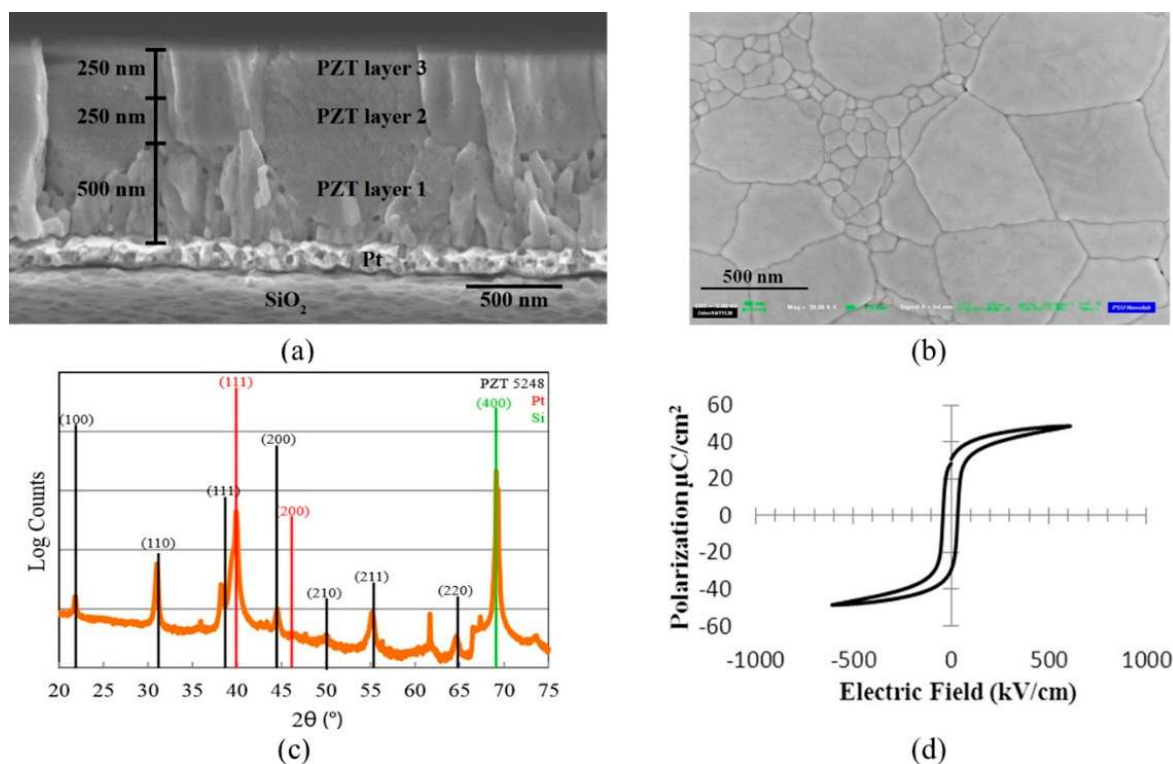 250 nm
PZT layer 3
250 nm
PZT layer 2
500 nm
PZT layer 1
Pt
SiO2
500 nm
(a)
500 nm
PSU Nanofab
(b)
(111)
PZT 5248
Pt
Si
(100)
(400)
(200)
(111)
(200)
(110)
(210)
(211)
(220)
Log Counts
20 25 30 35 40 45 50 55 60 65 70 75
2θ (°)
(c)
60
40
20
0
-20
-40
-60
-1000 -500 0 500 1000
Polarization µC/cm²
Electric Field (kV/cm)
(d)